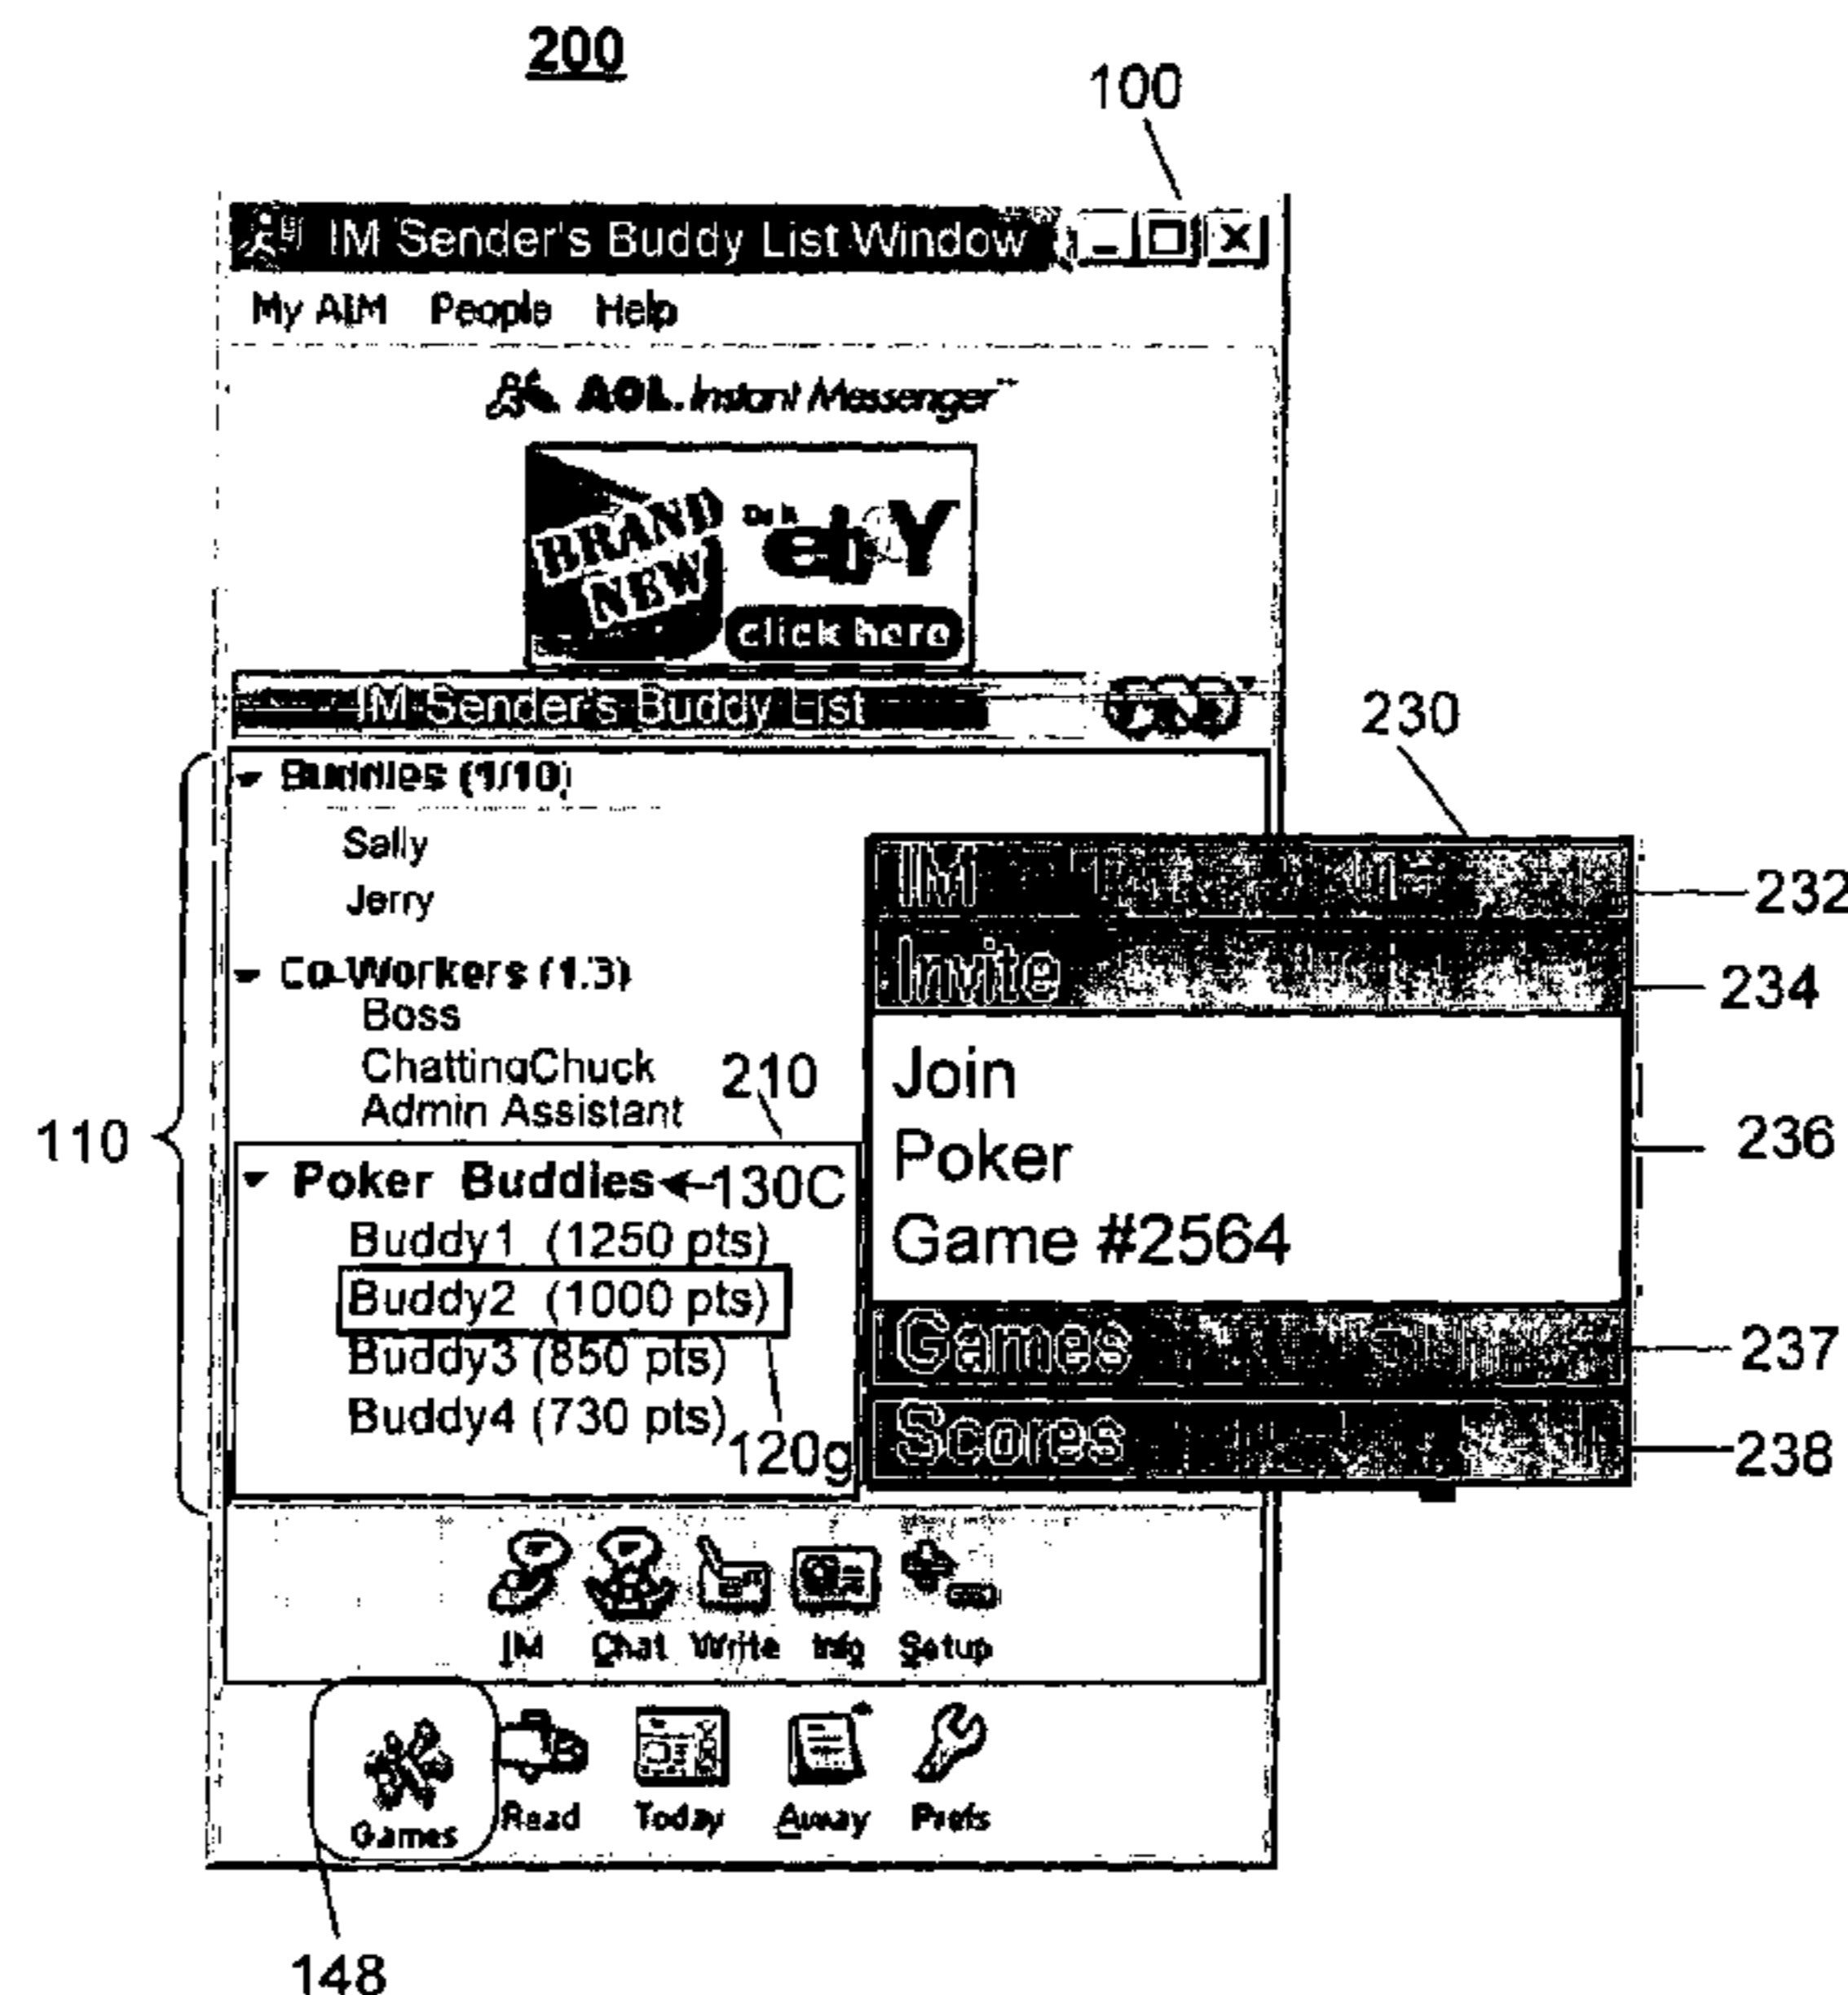 200
100
IM Sender's Buddy List Window
My AIM People Help
AOL Instant Messenger™
BRAND NEW
ebaY
click here
IM Sender's Buddy List
230
Buddies (1/10)
Sally
Jerry
IM
232
Invite
234
Co-Workers (1.3)
Boss
ChattingChuck
Admin Assistant
210
110
Join
Poker
Game #2564
236
Poker Buddies
130C
Buddy1 (1250 pts)
Buddy2 (1000 pts)
Buddy3 (850 pts)
Buddy4 (730 pts)
120g
Games
237
Scores
238
IM Chat Write Info Setup
Games Read Today Away Prefs
148